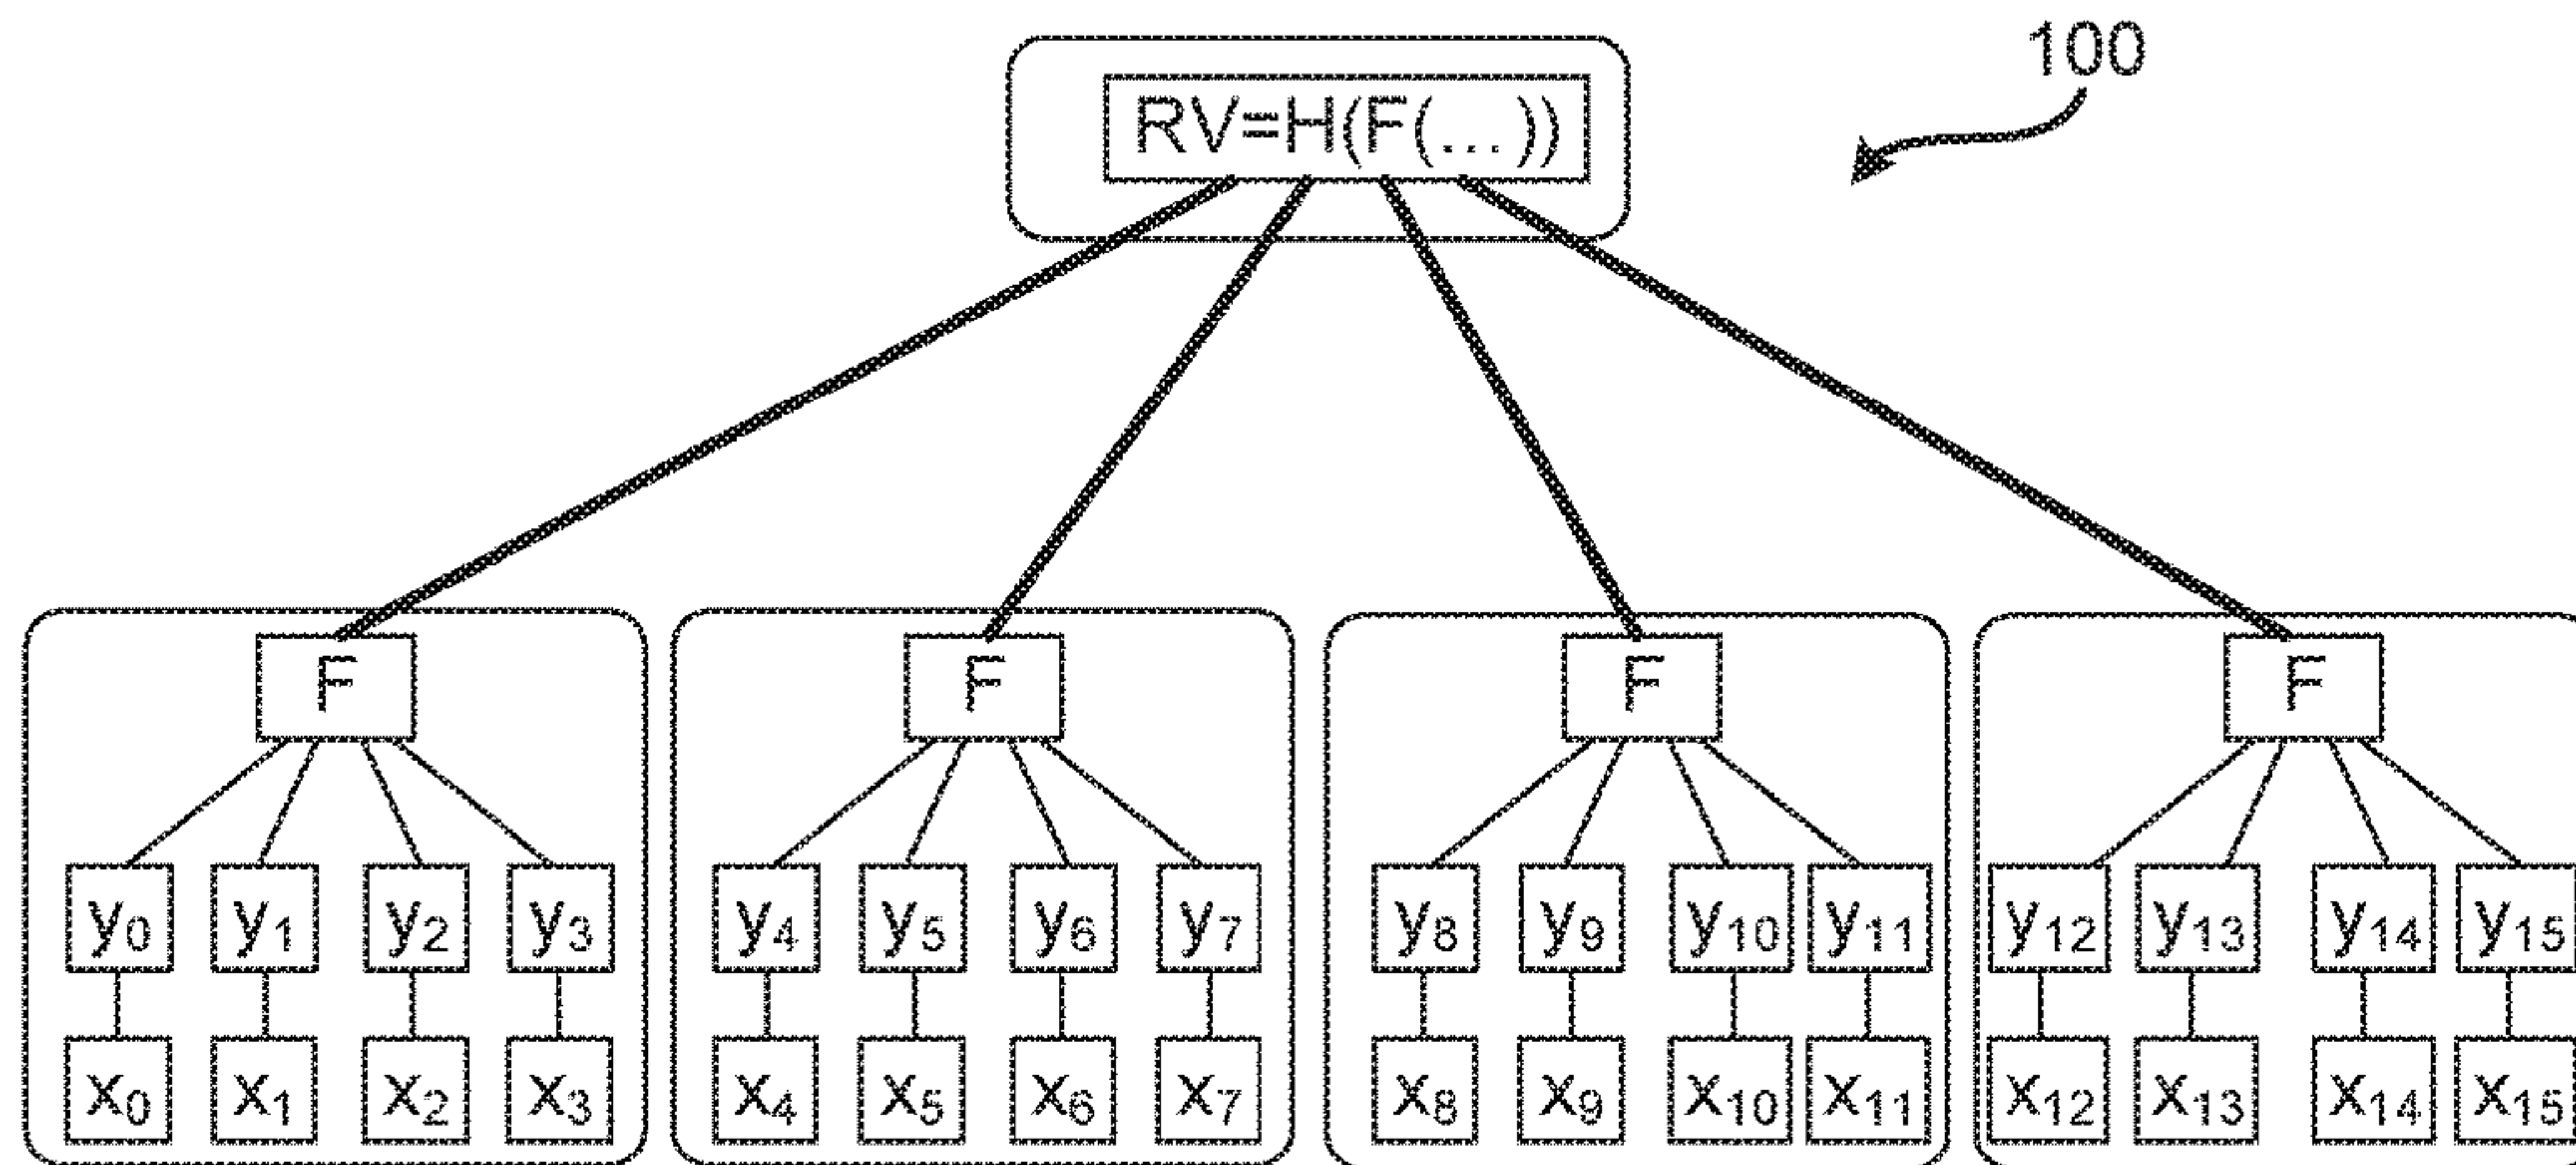 100
RV=H(F(...))
F F F F
y₀ y₁ y₂ y₃ y₄ y₅ y₆ y₇ y₈ y₉ y₁₀ y₁₁ y₁₂ y₁₃ y₁₄ y₁₅
x₀ x₁ x₂ x₃ x₄ x₅ x₆ x₇ x₈ x₉ x₁₀ x₁₁ x₁₂ x₁₃ x₁₄ x₁₅